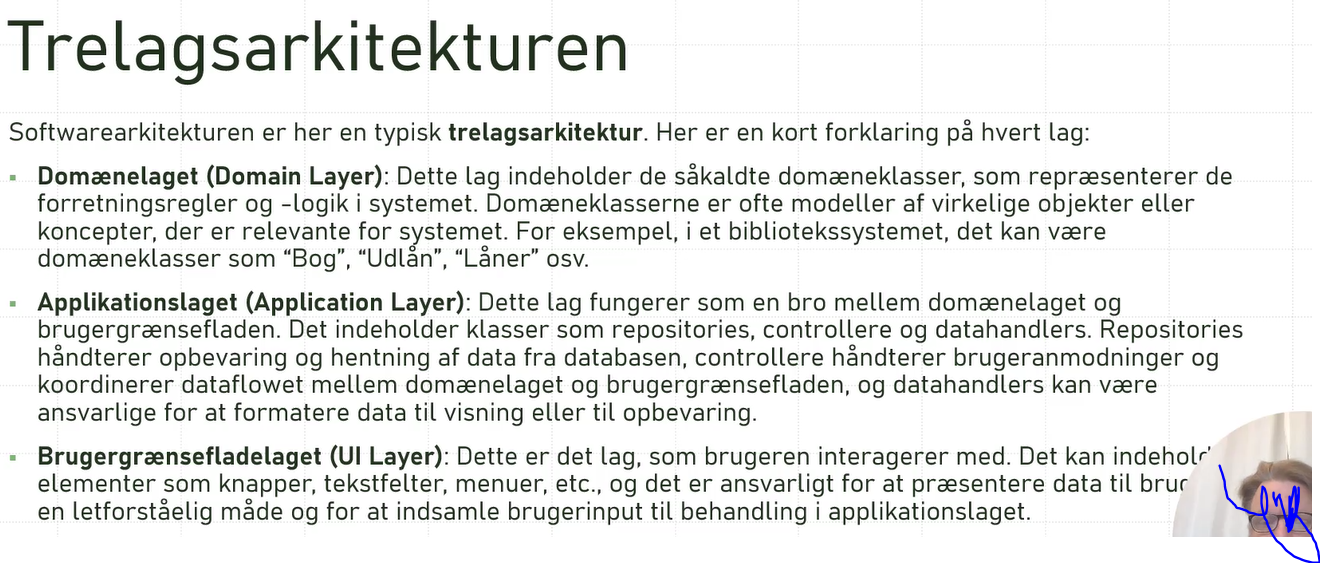 Trelagsarkitekturen
Softwarearkitekturen er her en typisk trelagsarkitektur. Her er en kort forklaring på hvert lag:
▪ Domænelaget (Domain Layer): Dette lag indeholder de såkaldte domæneklasser, som repræsenterer de
forretningsregler og -logik i systemet. Domæneklasserne er ofte modeller af virkelige objekter eller
koncepter, der er relevante for systemet. For eksempel, i et bibliotekssystemet, det kan være
domæneklasser som “Bog”, “Udlån”, “Låner” osv.
▪ Applikationslaget (Application Layer): Dette lag fungerer som en bro mellem domænelaget og
brugergrænsefladen. Det indeholder klasser som repositories, controllere og datahandlers. Repositories
håndterer opbevaring og hentning af data fra databasen, controllere håndterer brugeranmodninger og
koordinerer dataflowet mellem domænelaget og brugergrænsefladen, og datahandlers kan være
ansvarlige for at formatere data til visning eller til opbevaring.
▪ Brugergrænsefladelaget (UI Layer): Dette er det lag, som brugeren interagerer med. Det kan
elementer som knapper, tekstfelter, menuer, etc., og det er ansvarligt for at præsentere data til
en letforståelig måde og for at indsamle brugerinput til behandling i applikationslaget.